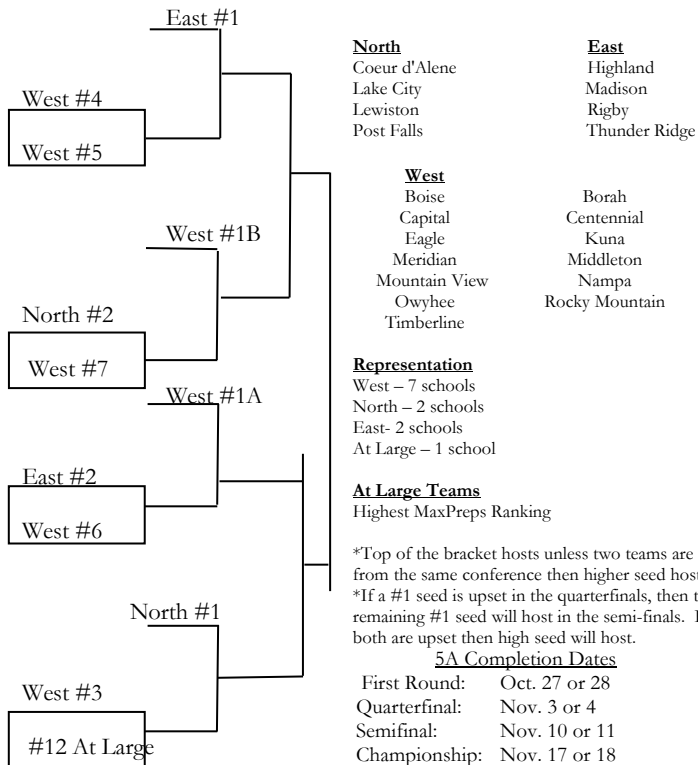 East #1
West #4
West #5
West #1B
North #2
West #7
West #1A
East #2
West #6
North #1
West #3
#12 At Large
North East
Coeur d'Alene Highland
Lake City Madison
Lewiston Rigby
Post Falls Thunder Ridge
West
Boise Borah
Capital Centennial
Eagle Kuna
Meridian Middleton
Mountain View Nampa
Owyhee Rocky Mountain
Timberline
Representation
West – 7 schools
North – 2 schools
East- 2 schools
At Large – 1 school
At Large Teams
Highest MaxPreps Ranking
*Top of the bracket hosts unless two teams are
from the same conference then higher seed host
*If a #1 seed is upset in the quarterfinals, then
remaining #1 seed will host in the semi-finals.
both are upset then high seed will host.
5A Completion Dates
First Round: Oct. 27 or 28
Quarterfinal: Nov. 3 or 4
Semifinal: Nov. 10 or 11
Championship: Nov. 17 or 18